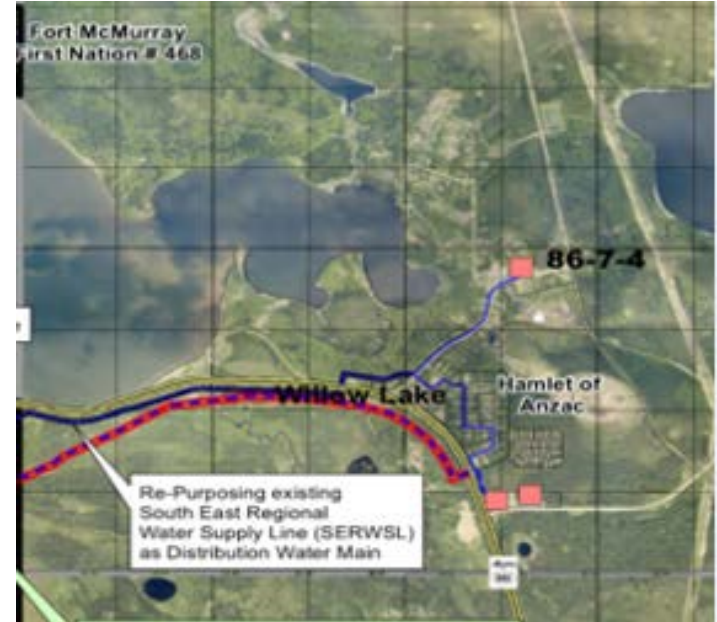 Fort McMurray
First Nation # 468
86-7-4
Hamlet of
Anzac
Willow Lake
Re-Purposing existing
South East Regional
Water Supply Line (SERWSL)
as Distribution Water Main